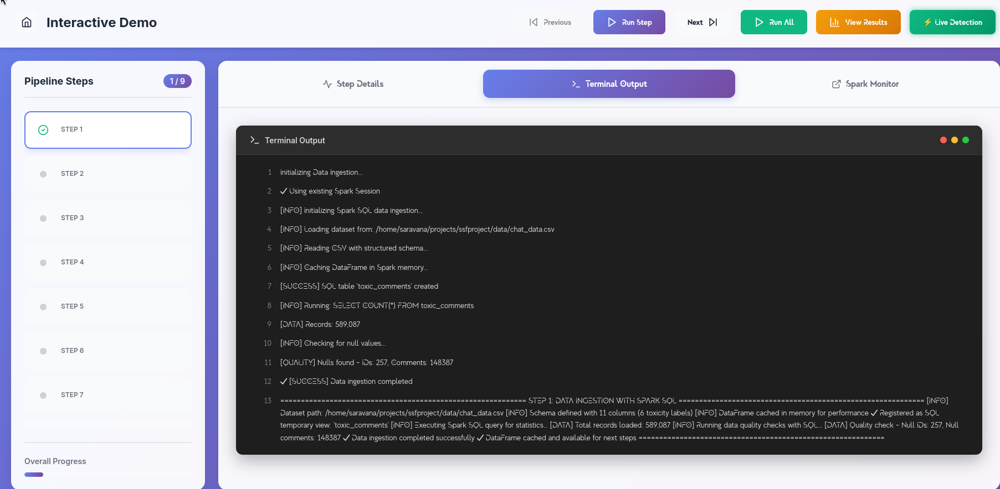 Interactive Demo
Previous
Run Step
Next
Run All
View Results
⚡ Live Detection
Pipeline Steps
1 / 9
STEP 1
STEP 2
STEP 3
STEP 4
STEP 5
STEP 6
STEP 7
Overall Progress
Step Details
Terminal Output
Spark Monitor
Terminal Output
1 initializing Data ingestion...
2 ✓ Using existing Spark Session
3 [INFO] initializing Spark SQL data ingestion...
4 [INFO] Loading dataset from: /home/saravana/projects/ssfproject/data/chat_data.csv
5 [INFO] Reading CSV with structured schema...
6 [INFO] Caching DataFrame in Spark memory...
7 [SUCCESS] SQL table 'toxic_comments' created
8 [INFO] Running: SELECT COUNT(*) FROM toxic_comments
9 [DATA] Records: 589,087
10 [INFO] Checking for null values...
11 [QUALITY] Nulls found - IDs: 257, Comments: 148387
12 ✓ [SUCCESS] Data ingestion completed
13 ============================================================ STEP 1: DATA INGESTION WITH SPARK SQL ============================================================ [INFO]
Dataset path: /home/saravana/projects/ssfproject/data/chat_data.csv [INFO] Schema defined with 11 columns (6 toxicity labels) [INFO] DataFrame cached in memory for performance ✓ Registered as SQL
temporary view: 'toxic_comments' [INFO] Executing Spark SQL query for statistics... [DATA] Total records loaded: 589,087 [INFO] Running data quality checks with SQL... [DATA] Quality check - Null IDs: 257, Null
comments: 148387 ✓ Data ingestion completed successfully ✓ DataFrame cached and available for next steps ============================================================